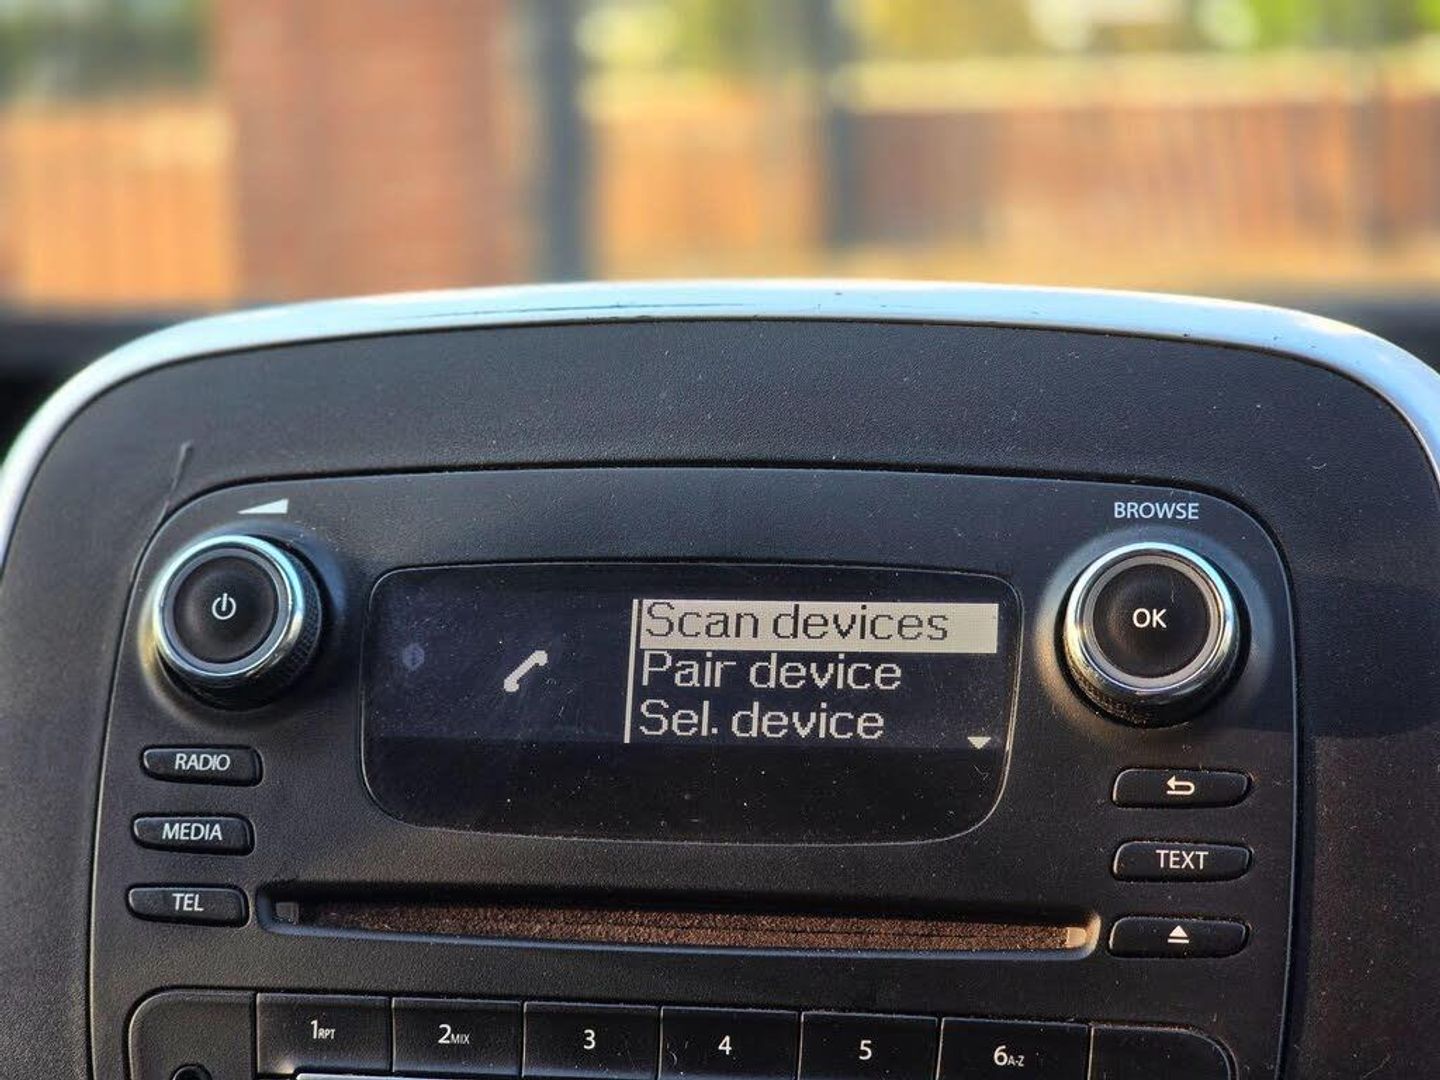 BROWSE
OK
Scan devices
Pair device
Sel. device
RADIO
MEDIA
TEXT
TEL
1RPT
2MIX
3
4
5
6A-Z